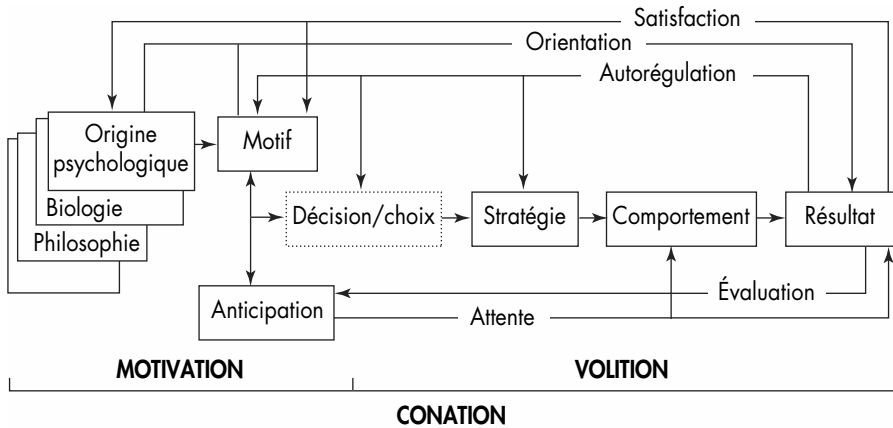 Satisfaction
Orientation
Autorégulation
Origine
psychologique
Motif
Biologie
Décision/choix
Stratégie
Comportement
Résultat
Philosophie
Évaluation
Anticipation
Attente
MOTIVATION
VOLITION
CONATION